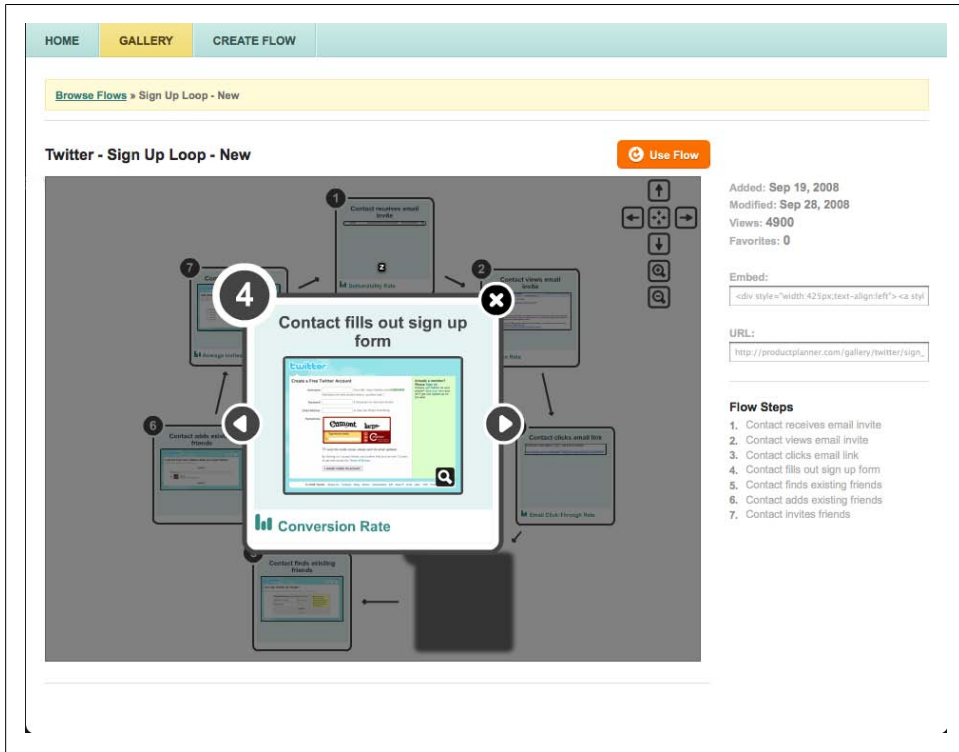 HOME GALLERY CREATE FLOW
Browse Flows » Sign Up Loop - New
Twitter - Sign Up Loop - New
Use Flow
1
Contact receives email
invite
Deliverability Rate
7
2
Contact views email
invite
4
Contact fills out sign up
form
twitter
Create a Free Twitter Account
Conversion Rate
6
Contact adds existing
friends
Contact clicks email link
Email Click-Through Rate
Contact finds existing
friends
Added: Sep 19, 2008
Modified: Sep 28, 2008
Views: 4900
Favorites: 0
Embed:
<div style="width:425px;text-align:left"><a styl
URL:
http://productplanner.com/gallery/twitter/sign_
Flow Steps
1. Contact receives email invite
2. Contact views email invite
3. Contact clicks email link
4. Contact fills out sign up form
5. Contact finds existing friends
6. Contact adds existing friends
7. Contact invites friends